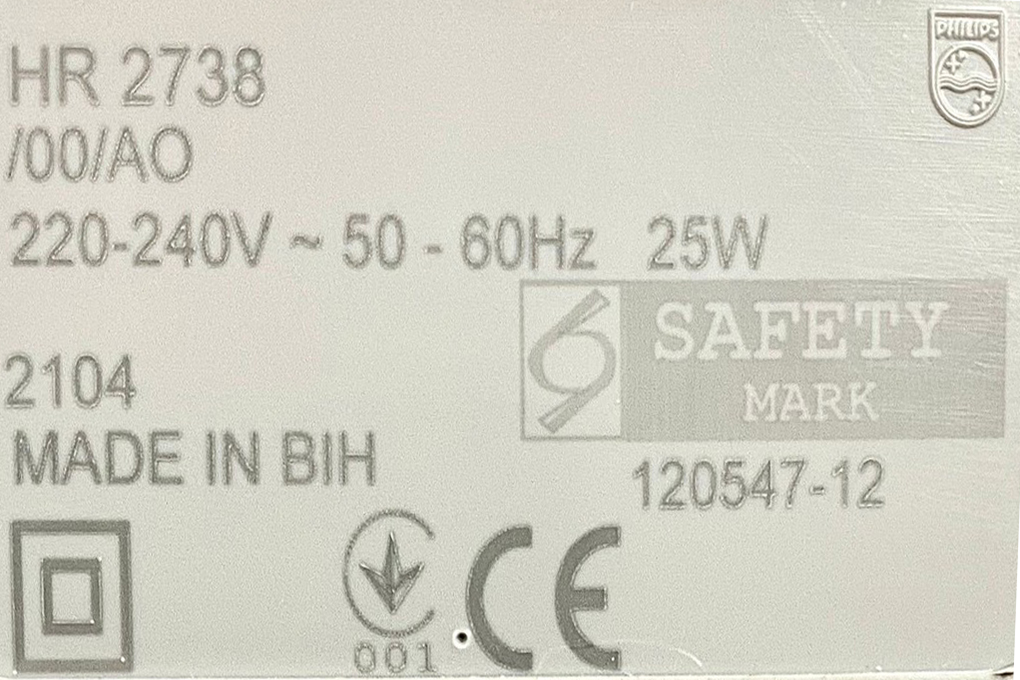 PHILIPS
HR 2738
/00/AO
220-240V ~ 50 - 60Hz 25W
SAFETY
MARK
2104
MADE IN BIH
120547-12
001
CE